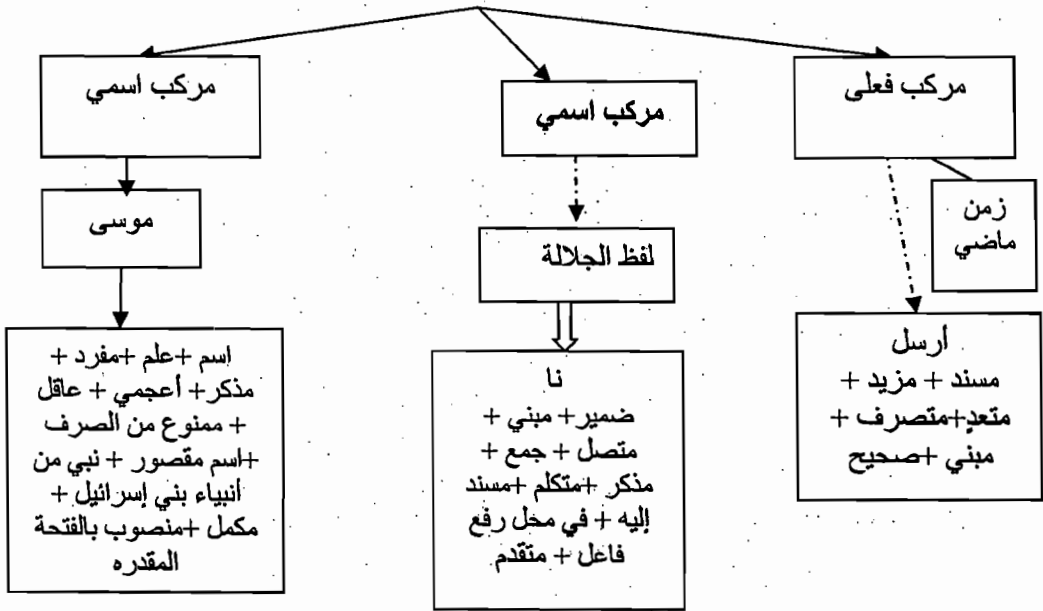 مركب فعلى
زمن
ماضي
أرسل
مسند + مزيد +
متعدٍ+متصرف +
مبني +صحيح
مركب اسمي
لفظ الجلالة
نا
ضمير+ مبني +
متصل + جمع +
مذكر +متكلم +مسند
إليه + في محل رفع
فاعل + متقدم
مركب اسمي
موسى
اسم +علم +مفرد +
مذكر+ أعجمي + عاقل
+ ممنوع من الصرف
+اسم مقصور + نبي من
أنبياء بني إسرائيل +
مكمل +منصوب بالفتحة
المقدره